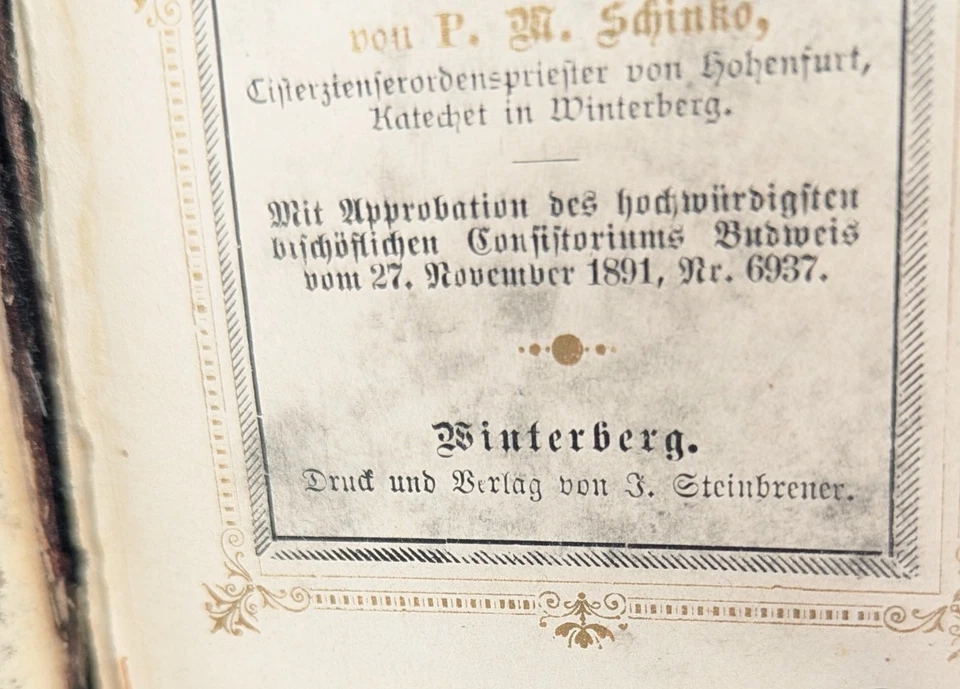 von P. M. Schinko,
Cisterzienserordenspriester von Hohenfurt,
Katechet in Winterberg.
Mit Approbation des hochwürdigsten
bischöflichen Consistoriums Budweis
vom 27. November 1891, Nr. 6937.
Winterberg.
Druck und Verlag von J. Steinbrener.